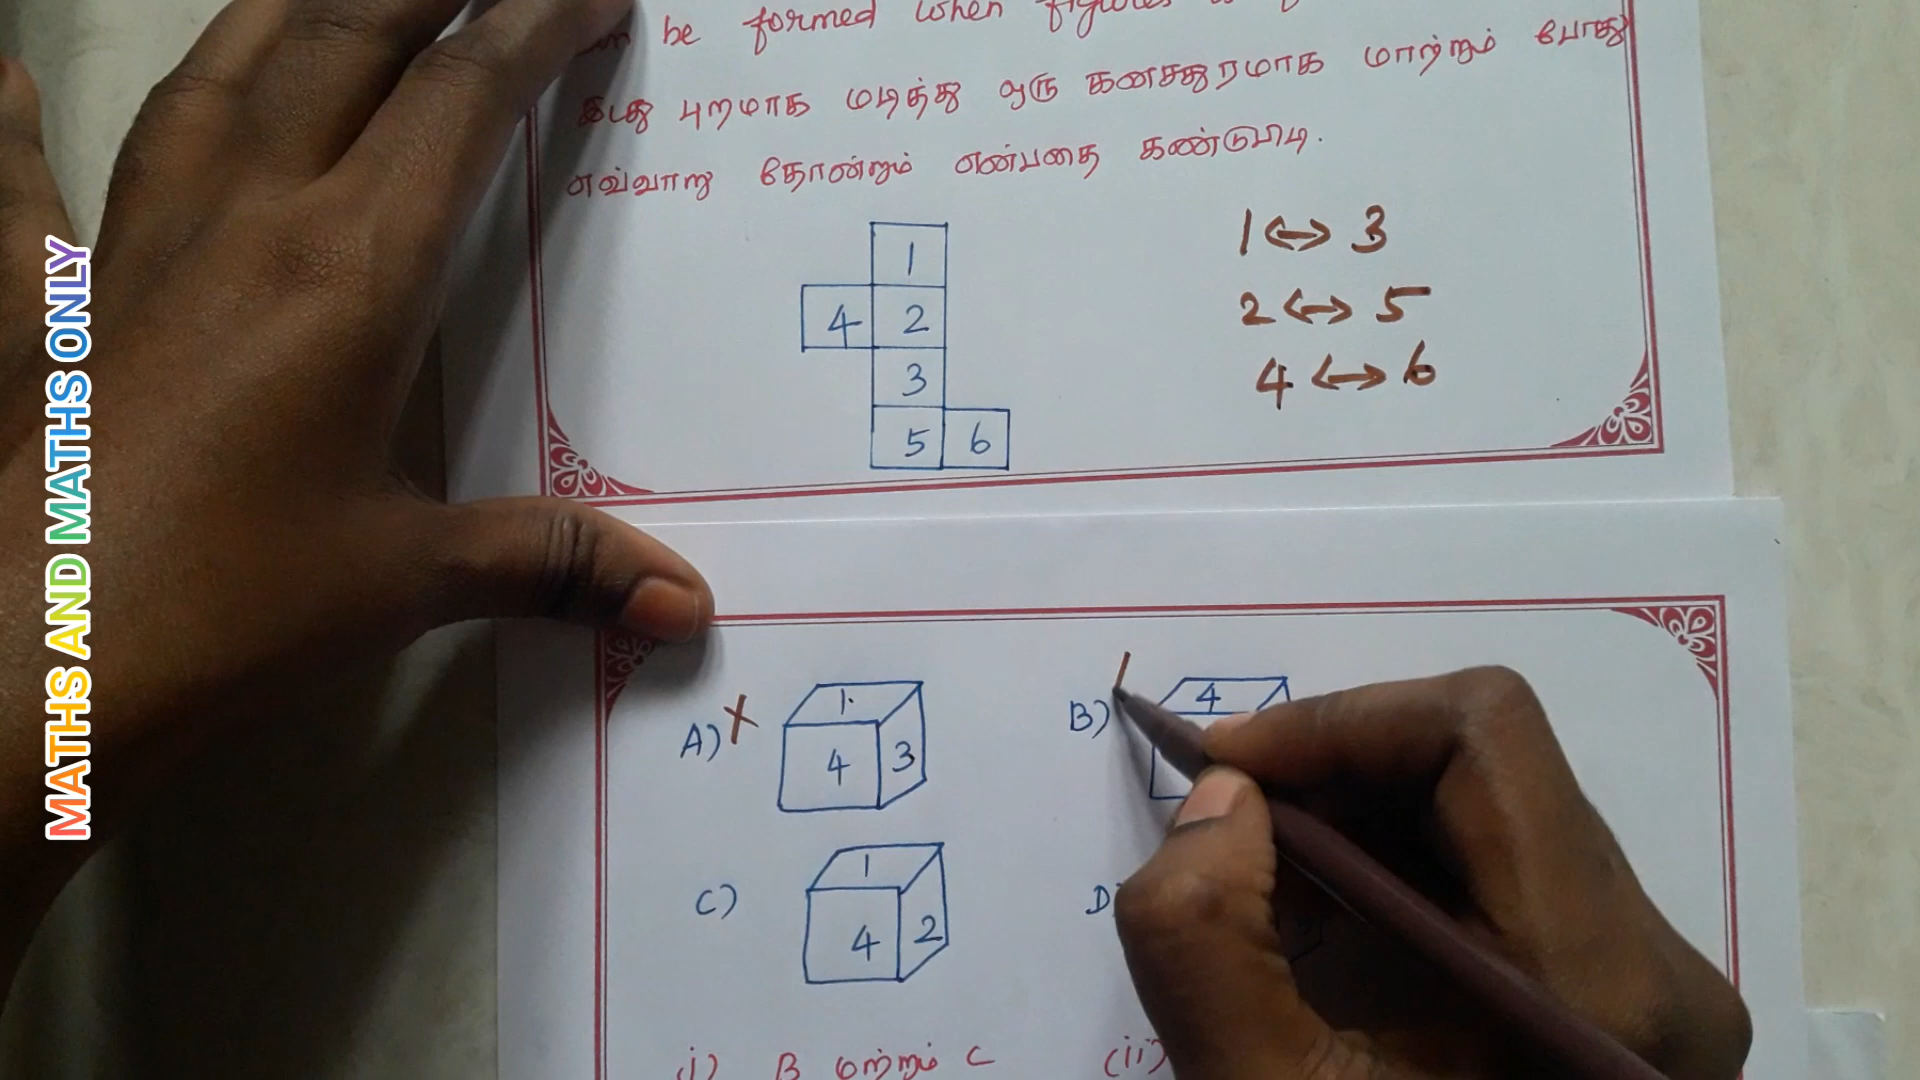 MATHS AND MATHS ONLY
be formed when
இடது புறமாக மடித்து ஒரு கனசதுரமாக மாற்றும் போது
எவ்வாறு தோன்றும் என்பதை கண்டுபிடி.
1
4 2
3
5 6
1 ↔ 3
2 ↔ 5
4 ↔ 6
A) X 1 4 3
B) 4
C) 1 4 2
D)
i) B மற்றும் C
(ii)